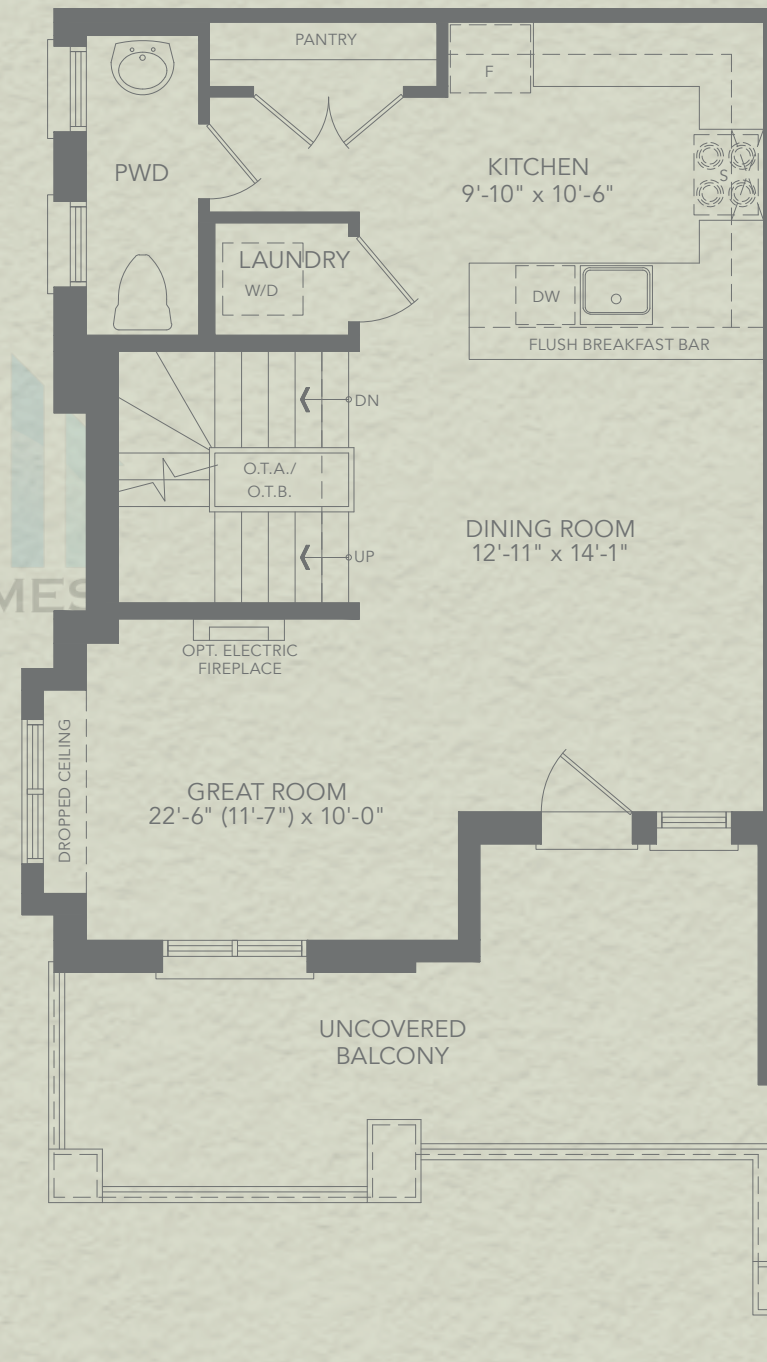 PANTRY
F
PWD
KITCHEN
9'-10" x 10'-6"
S
LAUNDRY
W/D
DW
FLUSH BREAKFAST BAR
DN
O.T.A./
O.T.B.
DINING ROOM
12'-11" x 14'-1"
UP
MES
OPT. ELECTRIC
FIREPLACE
DROPPED CEILING
GREAT ROOM
22'-6" (11'-7") x 10'-0"
UNCOVERED
BALCONY